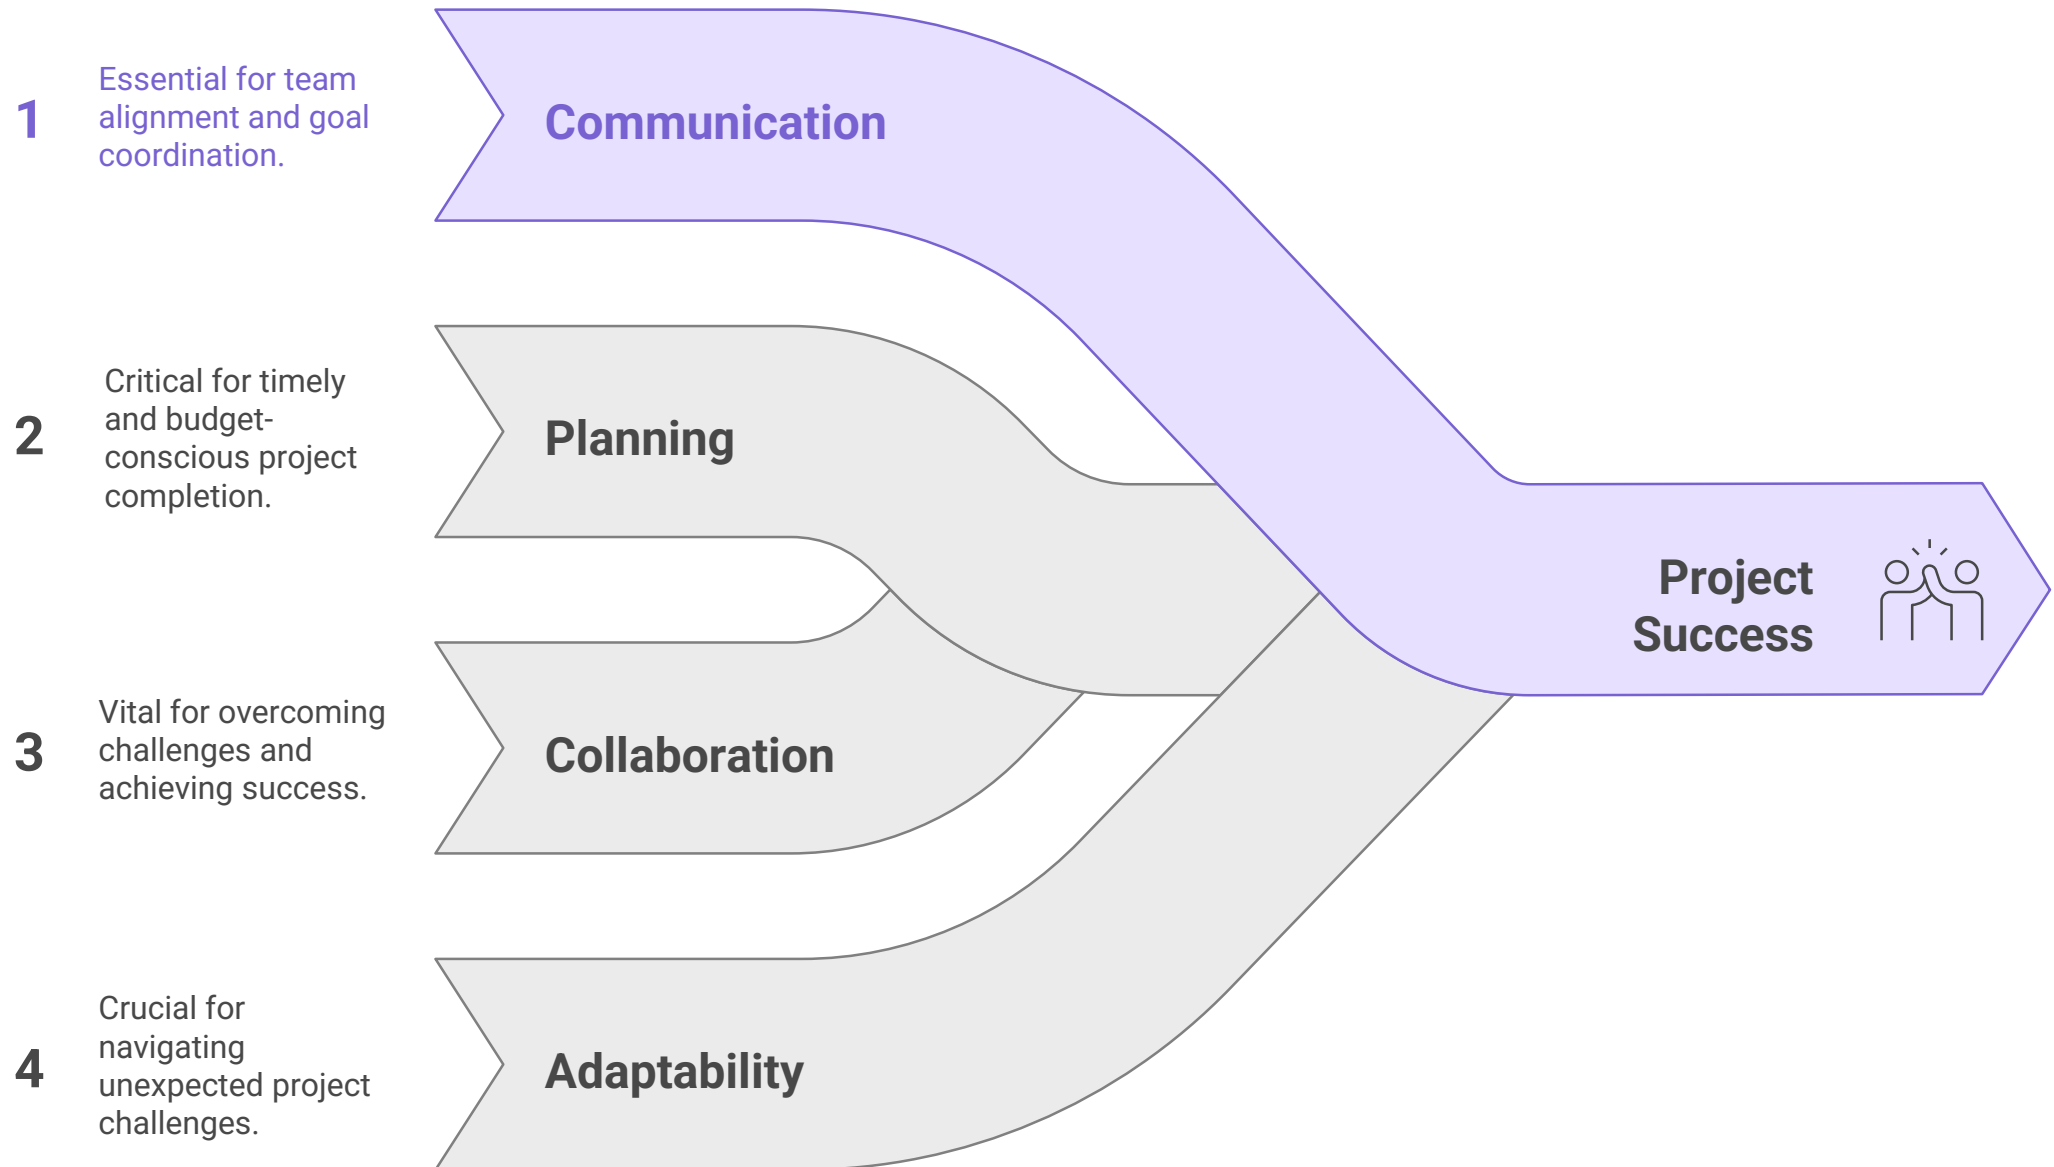 1
Essential for team
alignment and goal
coordination.
Communication
2
Critical for timely
and budget-
conscious project
completion.
Planning
3
Vital for overcoming
challenges and
achieving success.
Collaboration
4
Crucial for
navigating
unexpected project
challenges.
Adaptability
Project
Success